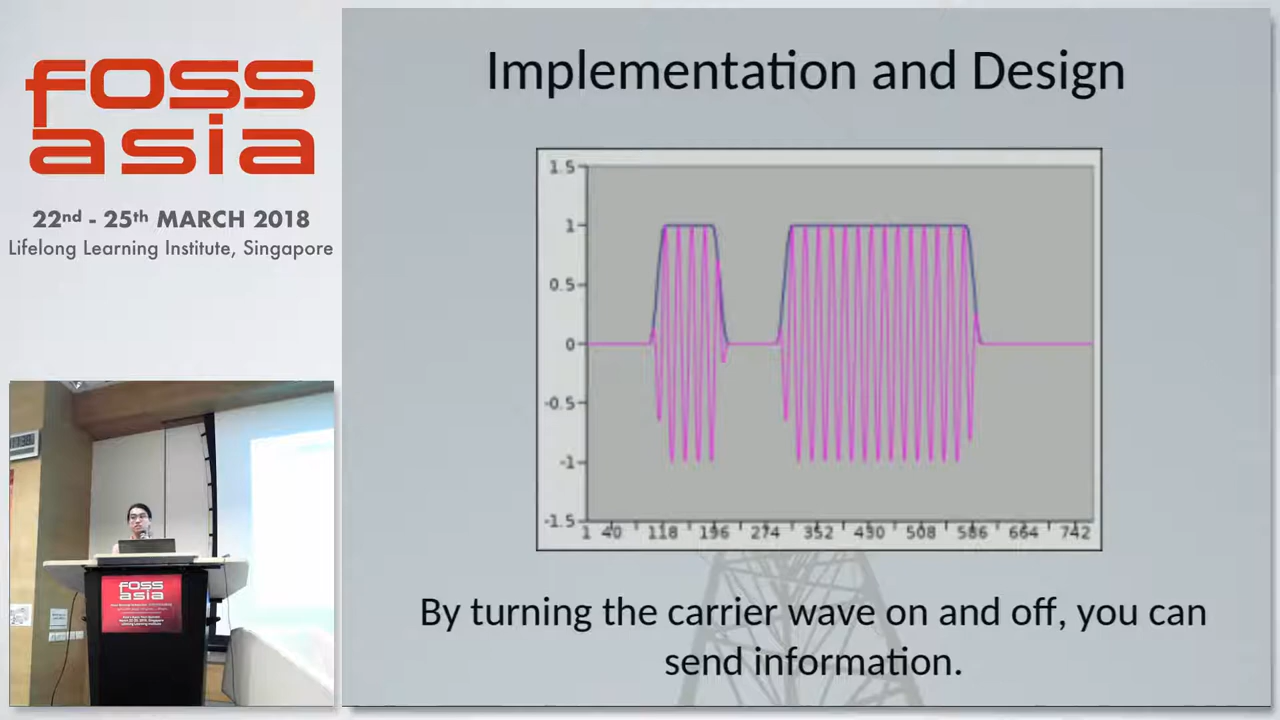 foss
asia
22nd - 25th MARCH 2018
Lifelong Learning Institute, Singapore
Implementation and Design
1.5
1
0.5
0
-0.5
-1
-1.5
1 40 118 196 274 352 430 508 586 664 742
By turning the carrier wave on and off, you can
send information.
foss
asia